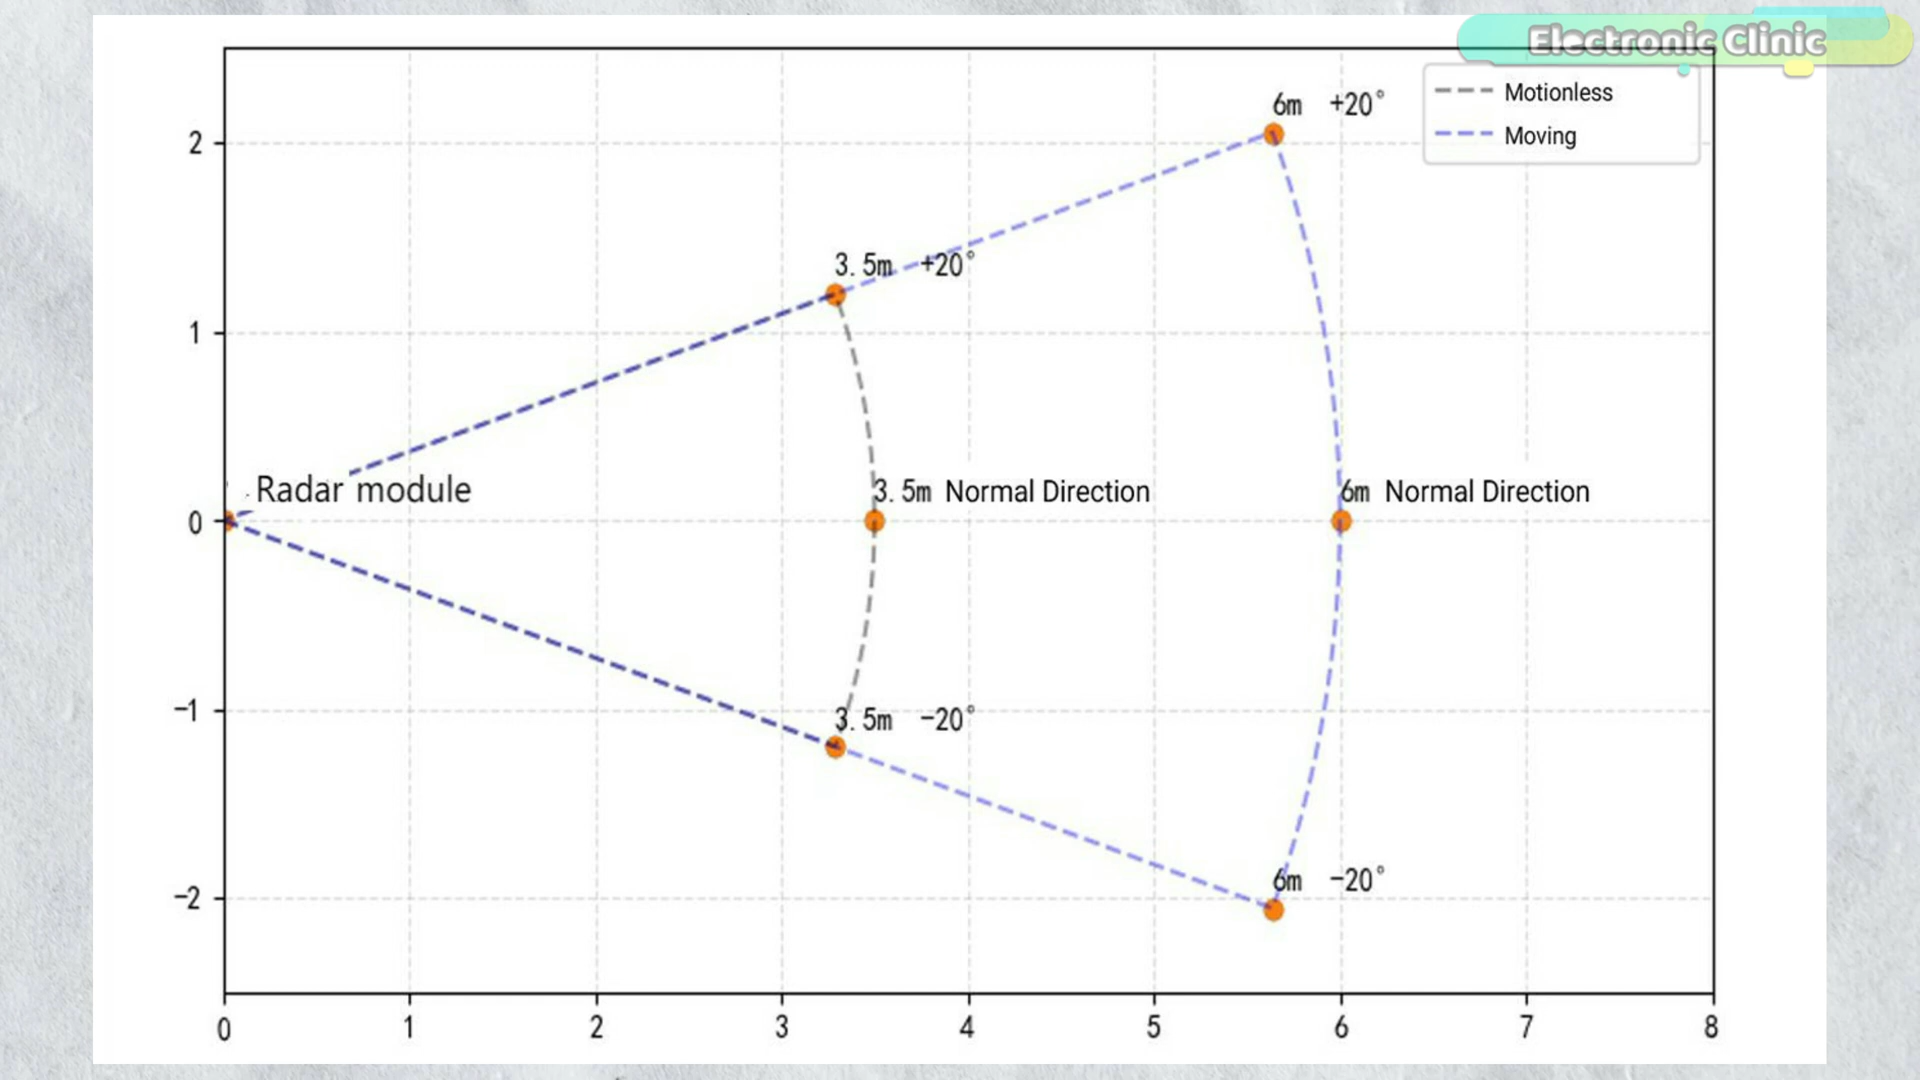 Electronic Clinic
Motionless
Moving
6m +20°
2
3.5m +20°
1
Radar module
3.5m Normal Direction
6m Normal Direction
0
-1
3.5m -20°
6m -20°
-2
0 1 2 3 4 5 6 7 8